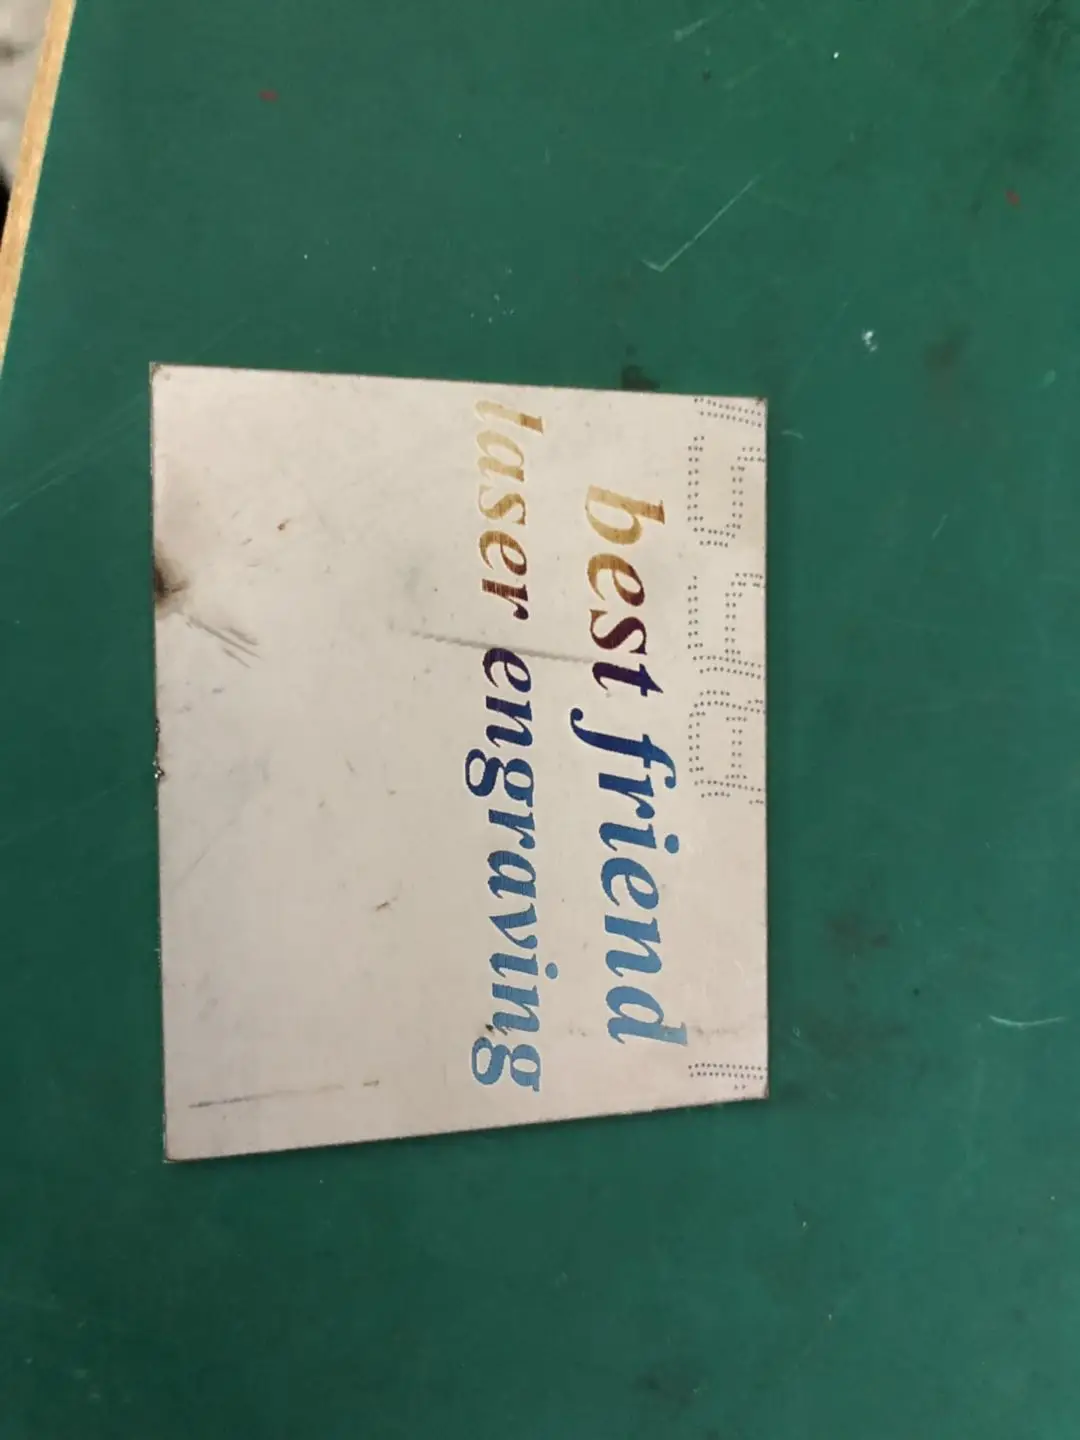 best friend
laser engraving